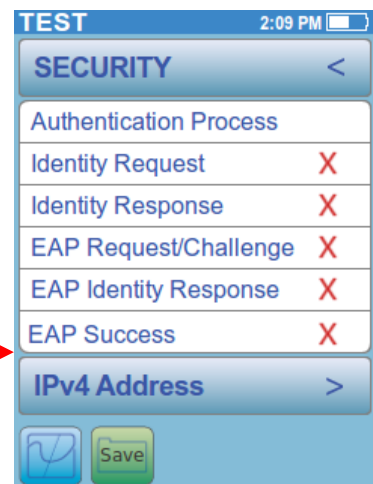 TEST 2:09 PM
SECURITY <
Authentication Process
Identity Request X
Identity Response X
EAP Request/Challenge X
EAP Identity Response X
EAP Success X
IPv4 Address >
Save